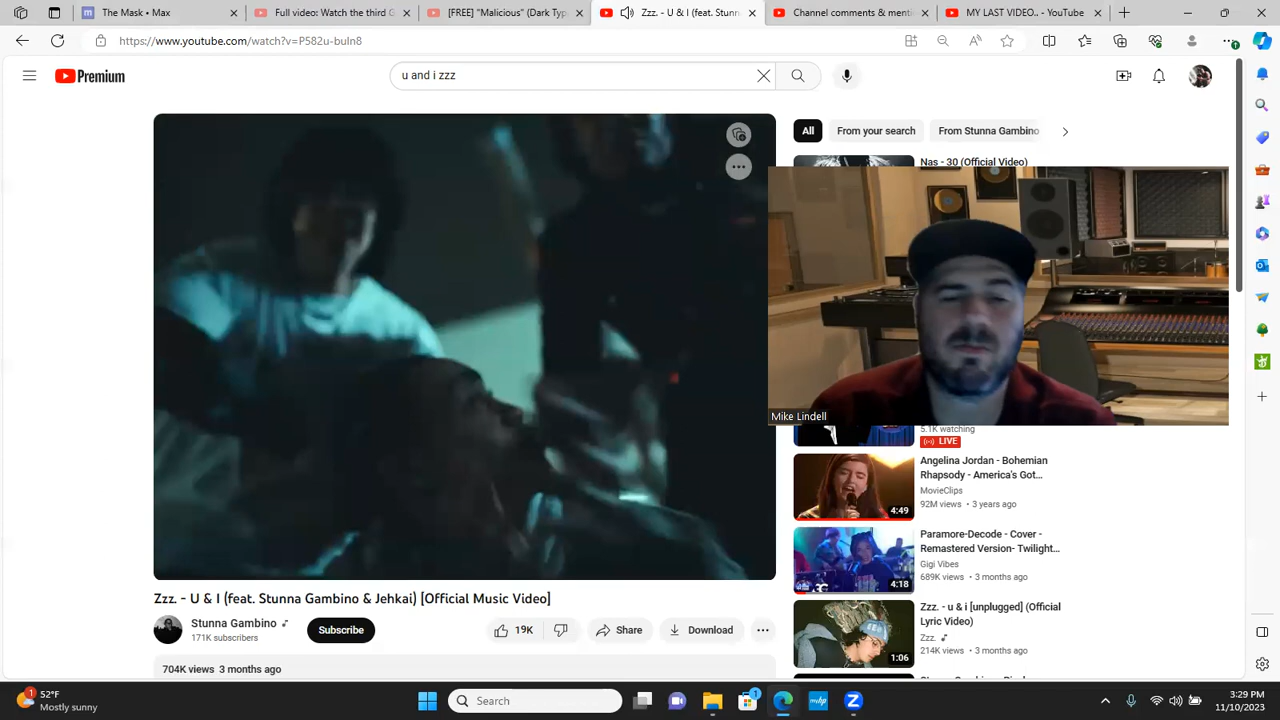 The Am
Full video with the third G
[FREE] "Malicious" (Dark Typ
Zzz. - U & I (feat. Stunn
Channel comments & menti
MY LAST VIDEO.. - YouTube
https://www.youtube.com/watch?v=P582u-buIn8
Premium
u and i zzz
All
From your search
From Stunna Gambino
Nas - 30 (Official Video)
Mike Lindell
5.1K watching
LIVE
Angelina Jordan - Bohemian
Rhapsody - America's Got...
MovieClips
92M views • 3 years ago
4:49
Paramore-Decode - Cover -
Remastered Version- Twilight...
Gigi Vibes
689K views • 3 months ago
4:18
Zzz. - u & i [unplugged] (Official
Lyric Video)
Zzz.
214K views • 3 months ago
1:06
Zzz. - U & I (feat. Stunna Gambino & Jehkai) [Official Music Video]
Stunna Gambino
171K subscribers
Subscribe
19K
Share
Download
704K views 3 months ago
1
52°F
Mostly sunny
Search
3:29 PM
11/10/2023